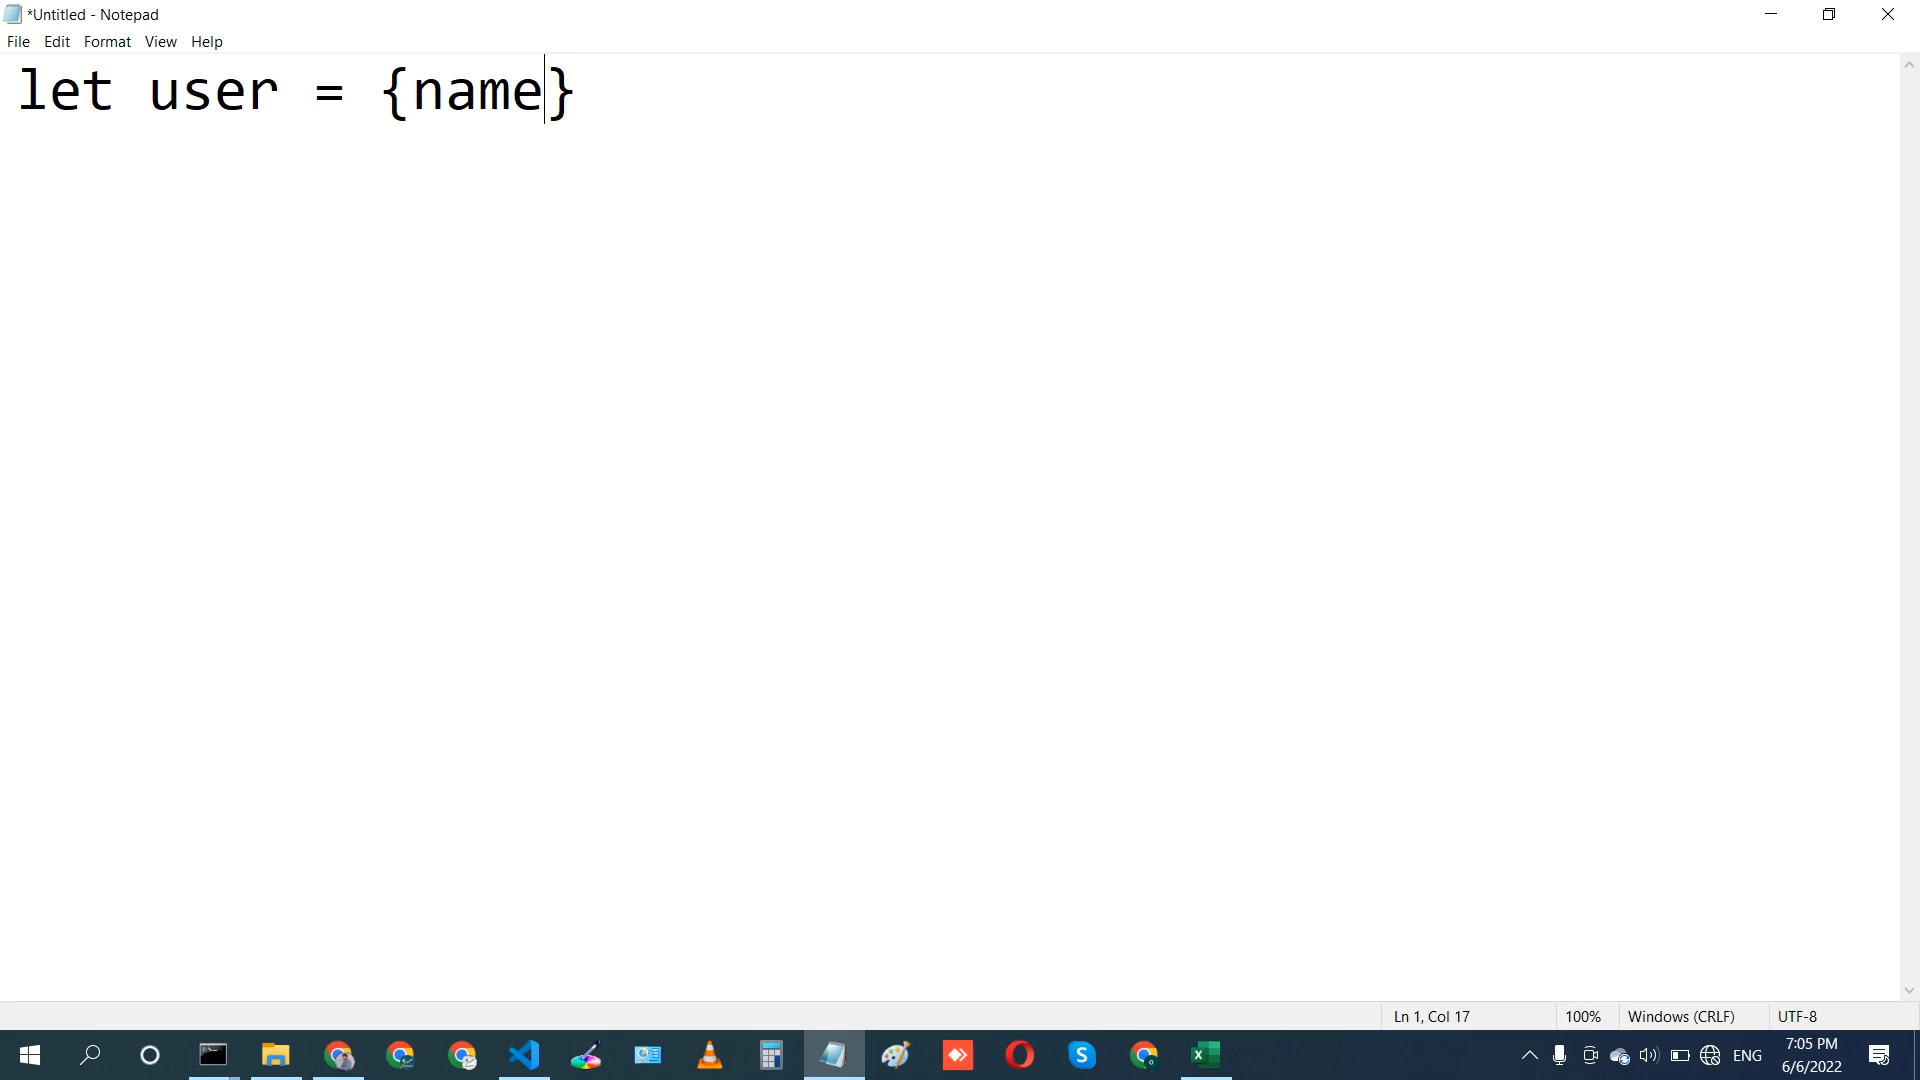 *Untitled - Notepad
File Edit Format View Help
let user = {name}
Ln 1, Col 17 100% Windows (CRLF) UTF-8
ENG 7:05 PM
6/6/2022